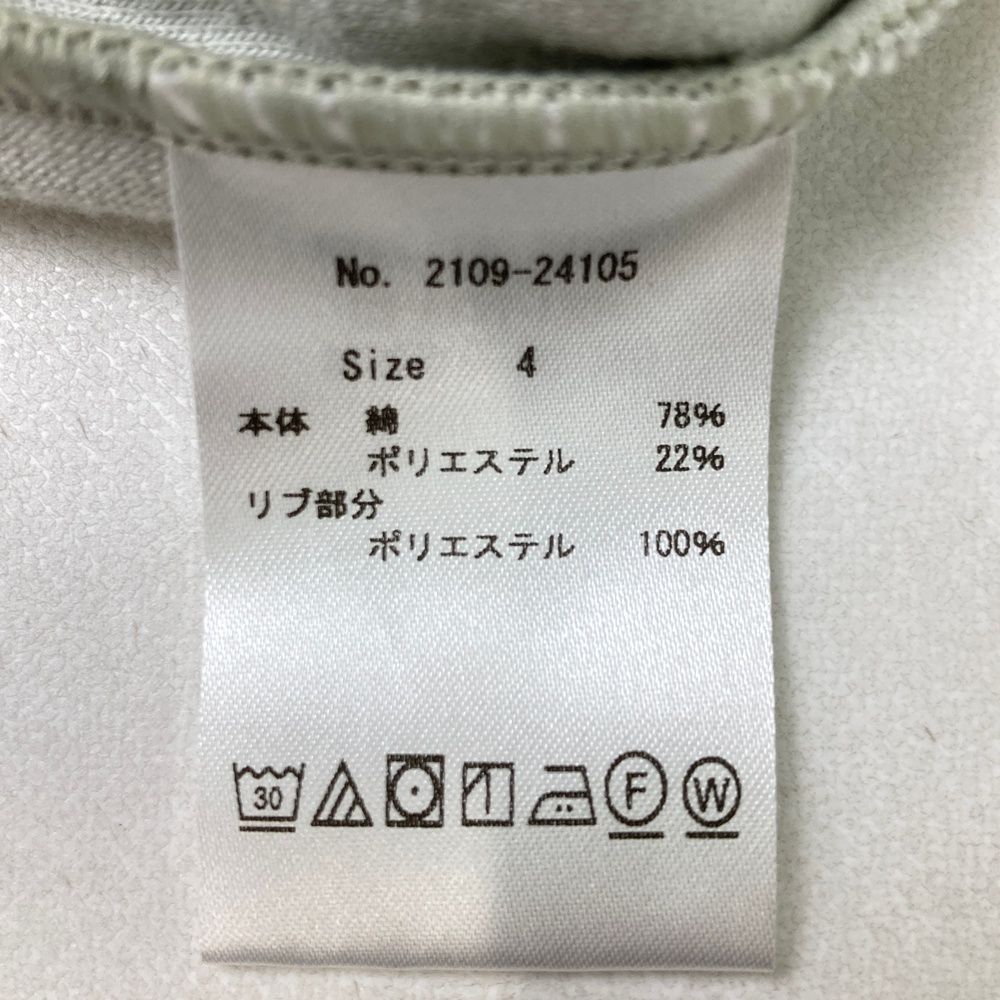 No. 2109-24105
Size 4
本体 綿 78%
ポリエステル 22%
リブ部分
ポリエステル 100%
30 F W